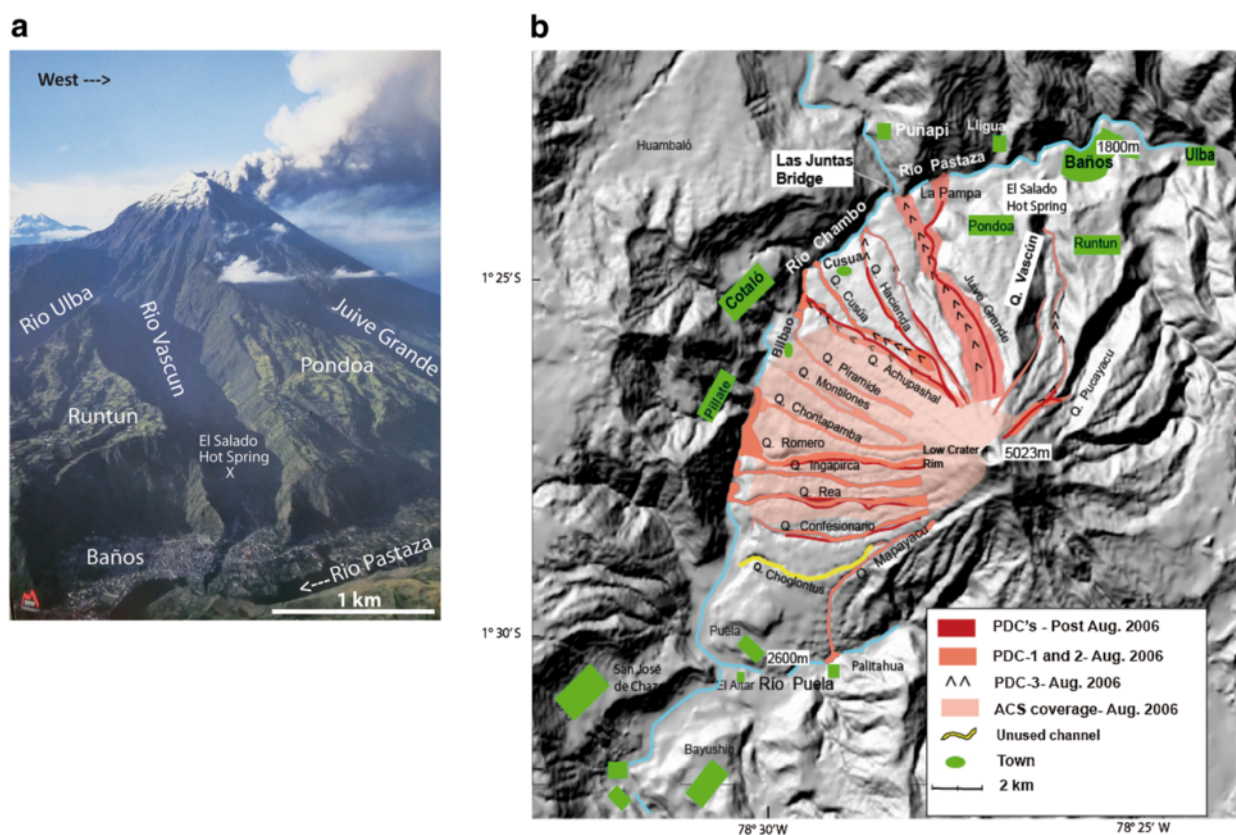 a
West --->
Rio Ulba
Rio Vascun
Juive Grande
Pondoa
Runtun
El Salado
Hot Spring
X
Baños
<---Rio Pastaza
1 km
b
Huambaló
Puñapi
Lligua
Las Juntas
Bridge
Río Pastaza
Baños
1800m
Ulba
La Pampa
El Salado
Hot Spring
Pondoa
Runtun
Río Chambo
Q. Vascún
1° 25'S
Cusua
Cotaló
Q. Cusúa
Q. Hacienda
Juive Grande
Bilbao
Q. Achupashal
Q. Piramide
Q. Montilones
Pillate
Q. Pucayacu
Q. Chontapamba
Q. Romero
Low Crater
Rim
5023m
Q. Ingapirca
Q. Rea
Q. Confesionario
Q. Mapayacu
Q. Choglontus
1° 30'S
Puela
2600m
Palitahua
San José
de Chaz
El Altar
Río Puela
Bayushig
PDC's - Post Aug. 2006
PDC-1 and 2- Aug. 2006
^^ PDC-3- Aug. 2006
ACS coverage- Aug. 2006
Unused channel
Town
2 km
78° 30'W
78° 25' W